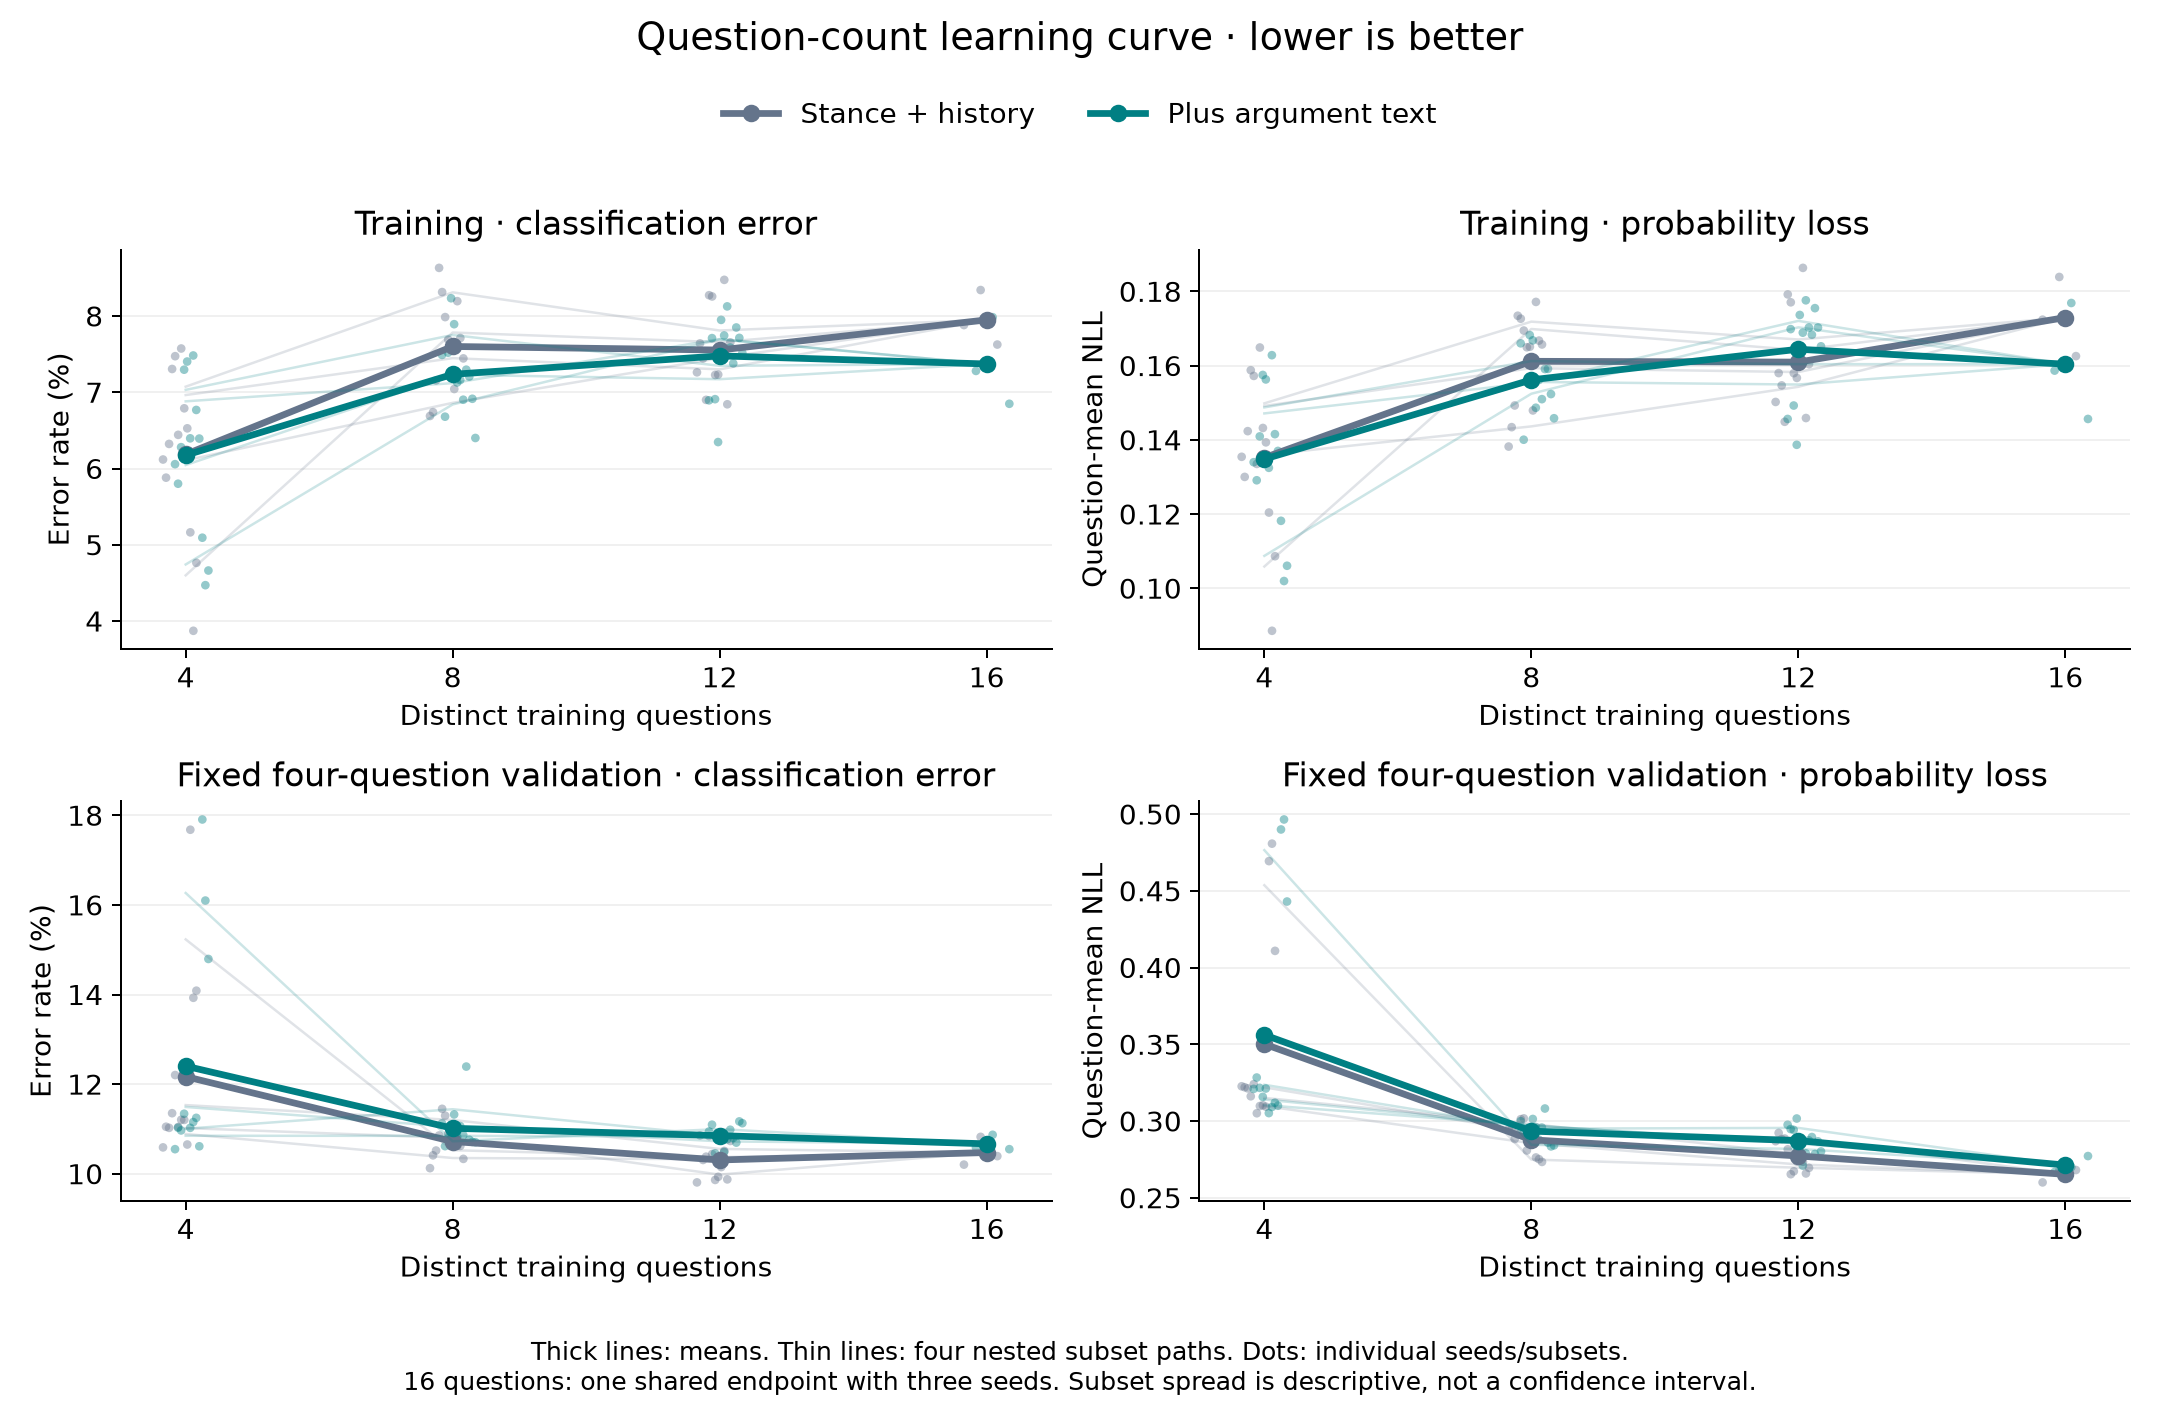 Question-count learning curve · lower is better
Stance + history
Plus argument text
Training · classification error
Error rate (%)
8
7
6
5
4
4 8 12 16
Distinct training questions
Training · probability loss
Question-mean NLL
0.18
0.16
0.14
0.12
0.10
4 8 12 16
Distinct training questions
Fixed four-question validation · classification error
Error rate (%)
18
16
14
12
10
4 8 12 16
Distinct training questions
Fixed four-question validation · probability loss
Question-mean NLL
0.50
0.45
0.40
0.35
0.30
0.25
4 8 12 16
Distinct training questions
Thick lines: means. Thin lines: four nested subset paths. Dots: individual seeds/subsets.
16 questions: one shared endpoint with three seeds. Subset spread is descriptive, not a confidence interval.